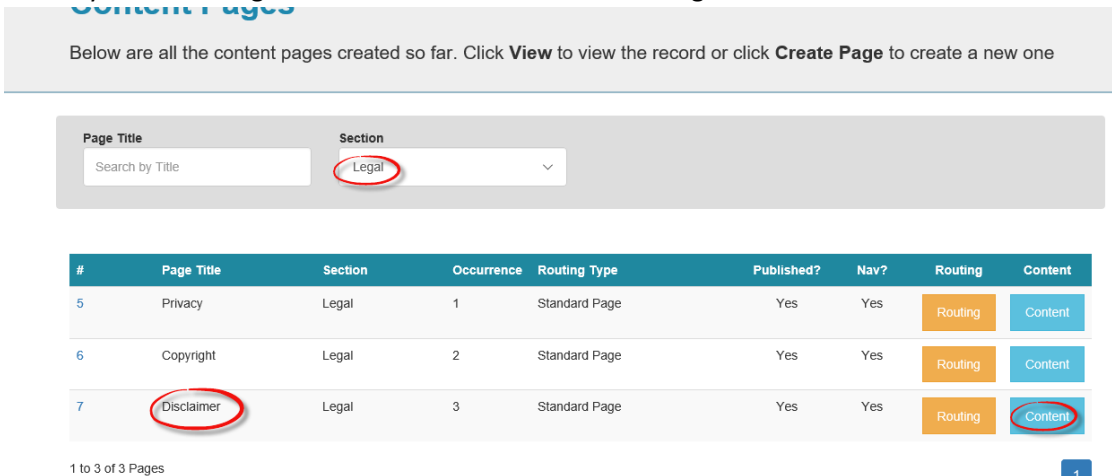 Content Pages
Below are all the content pages created so far. Click View to view the record or click Create Page to create a new one
Page Title Section
Search by Title Legal
# Page Title Section Occurrence Routing Type Published? Nav? Routing Content
5 Privacy Legal 1 Standard Page Yes Yes Routing Content
6 Copyright Legal 2 Standard Page Yes Yes Routing Content
7 Disclaimer Legal 3 Standard Page Yes Yes Routing Content
1 to 3 of 3 Pages 1